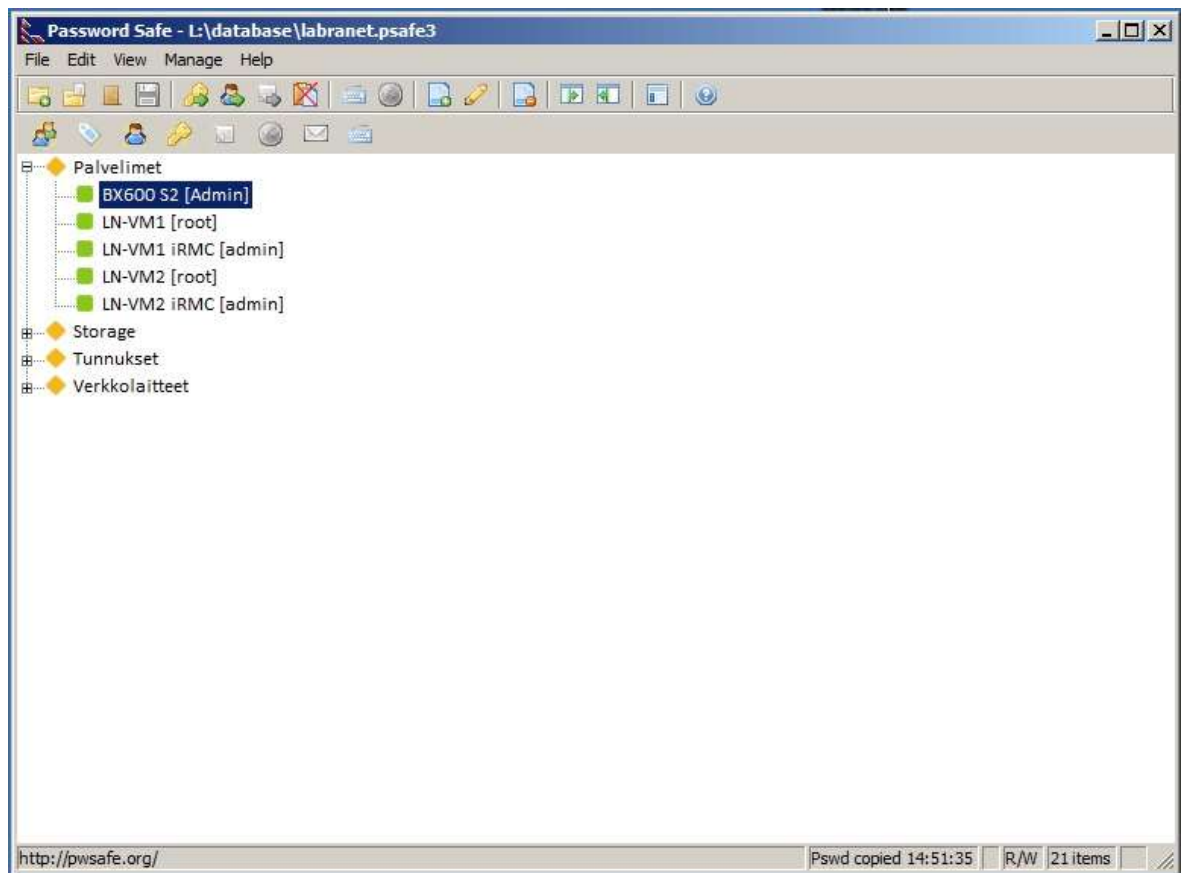 Password Safe - L:\database\labranet.psafe3
File Edit View Manage Help
Palvelimet
BX600 S2 [Admin]
LN-VM1 [root]
LN-VM1 iRMC [admin]
LN-VM2 [root]
LN-VM2 iRMC [admin]
Storage
Tunnukset
Verkkolaitteet
http://pwsafe.org/ Pswd copied 14:51:35 R/W 21 items